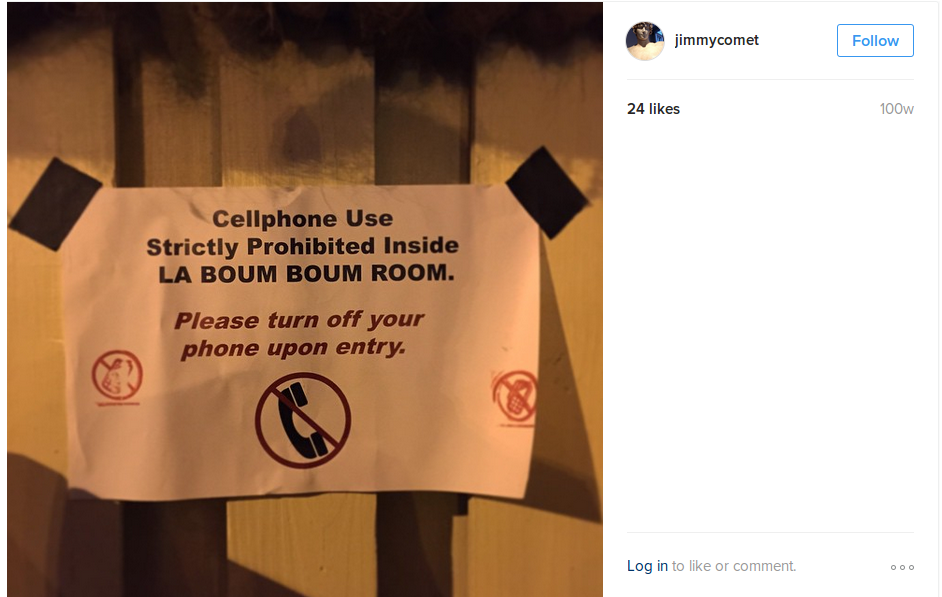 Cellphone Use
Strictly Prohibited Inside
LA BOUM BOUM ROOM.
Please turn off your
phone upon entry.
jimmycomet
Follow
24 likes
100w
Log in to like or comment.